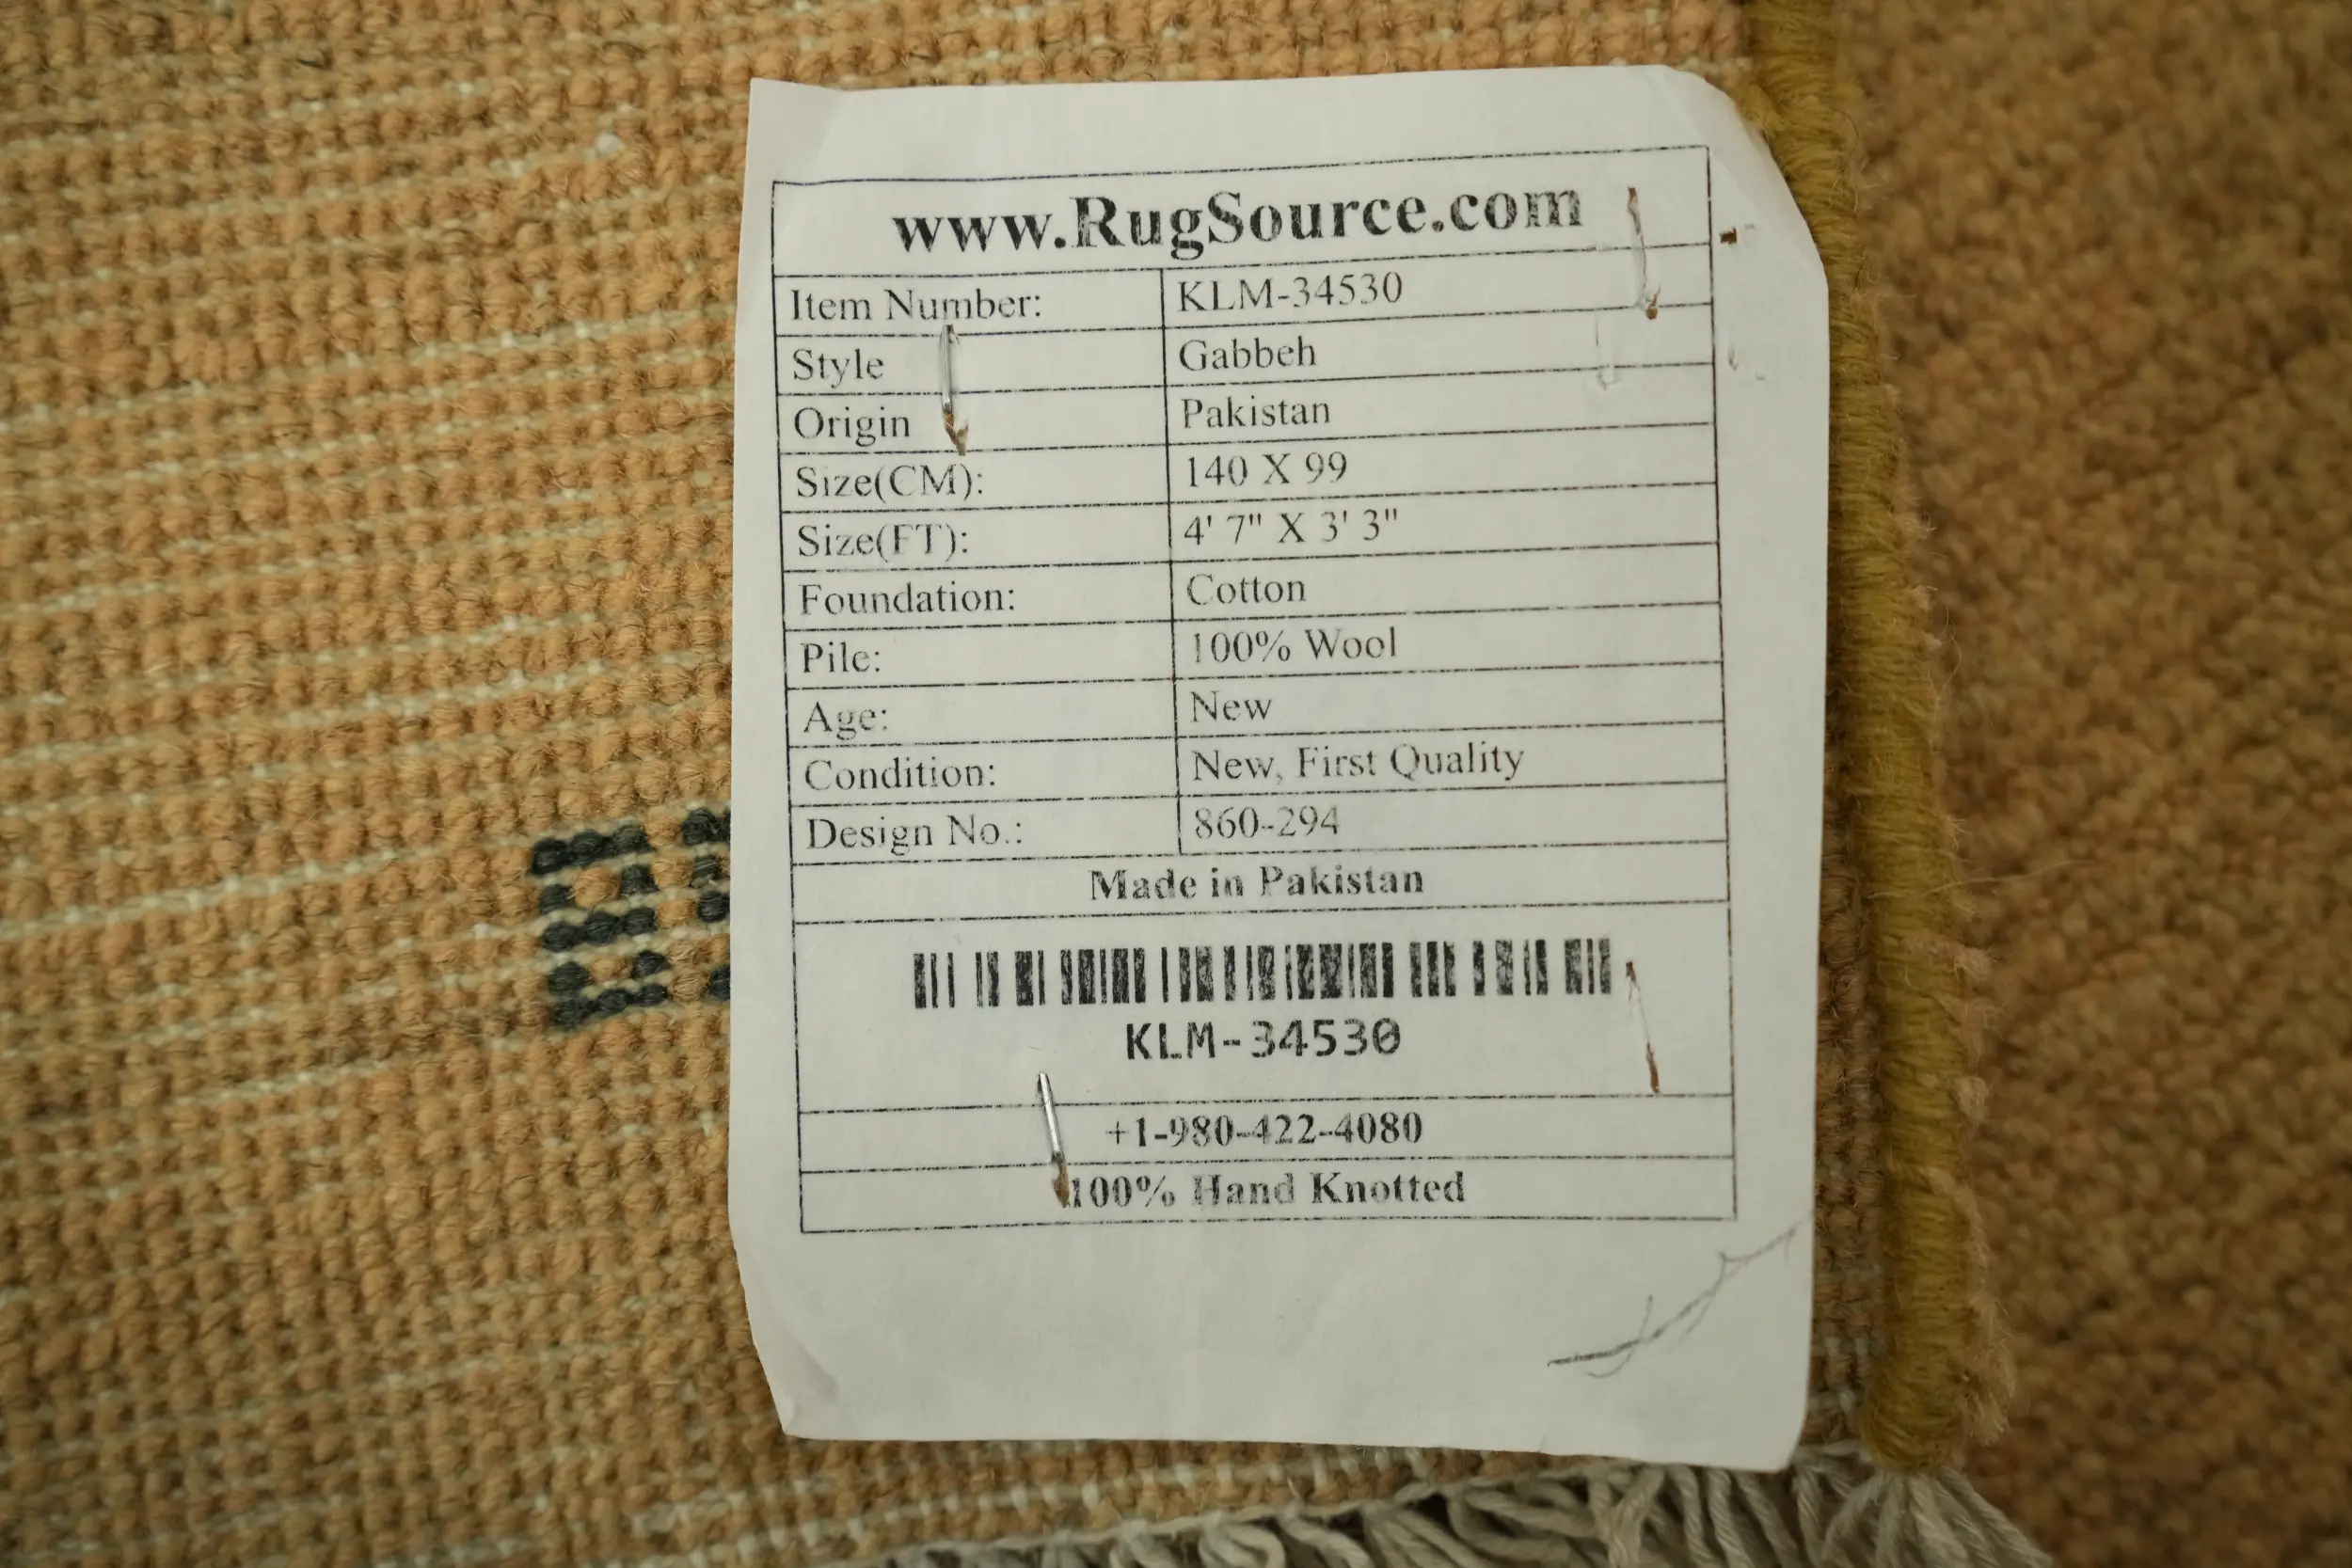 www.RugSource.com
Item Number: KLM-34530
Style Gabbeh
Origin Pakistan
Size(CM): 140 X 99
Size(FT): 4' 7" X 3' 3"
Foundation: Cotton
Pile: 100% Wool
Age: New
Condition: New, First Quality
Design No.: 860-294
Made in Pakistan
KLM-34530
+1-980-422-4080
100% Hand Knotted